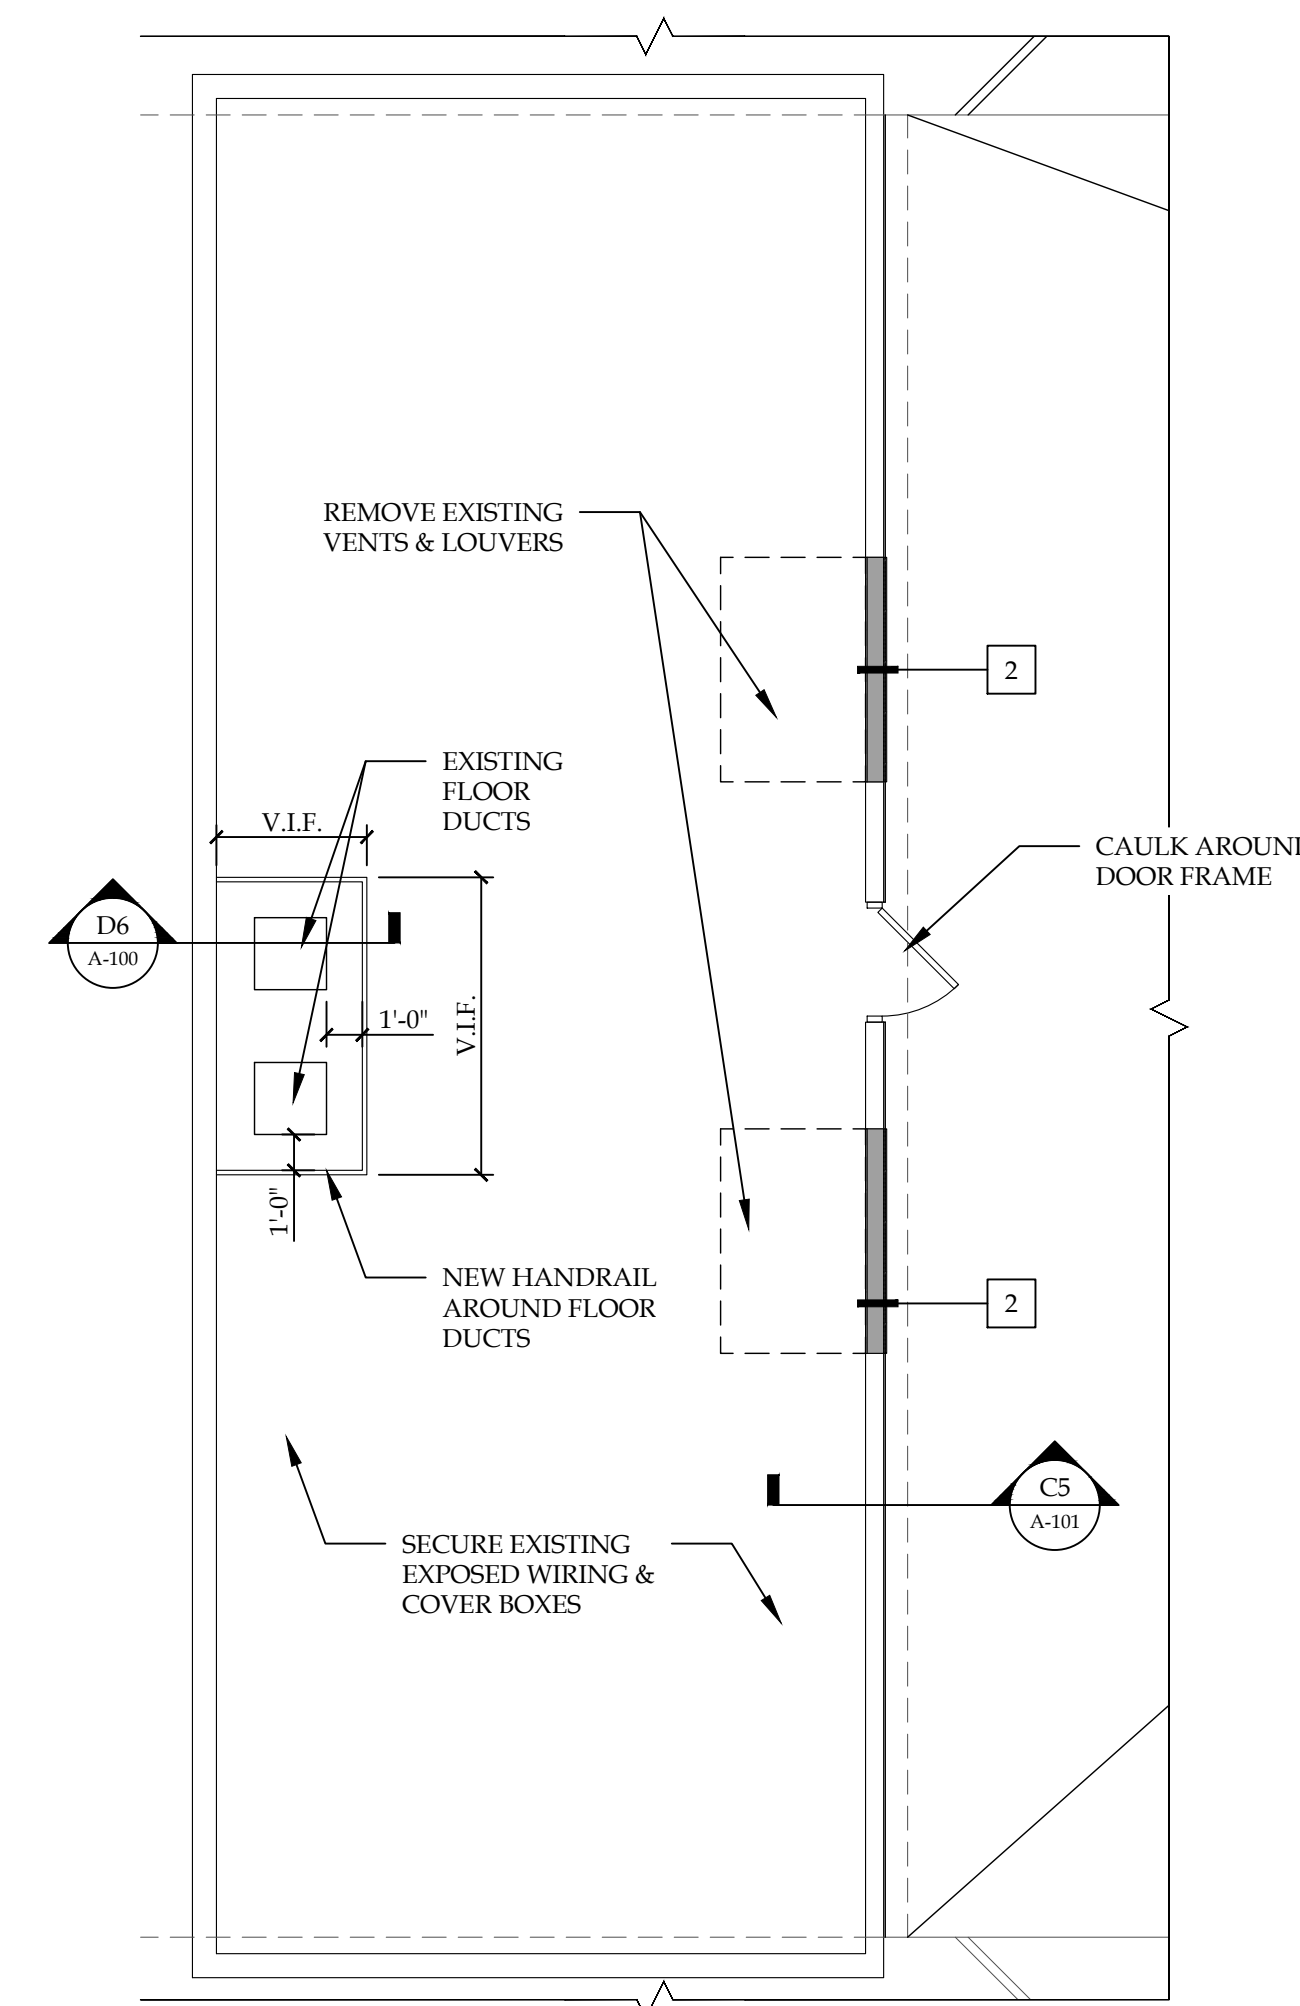 REMOVE EXISTING
VENTS & LOUVERS
2
EXISTING
FLOOR
DUCTS
V.I.F.
CAULK AROUN
DOOR FRAME
D6
A-100
1'-0"
V.I.F.
1'-0"
NEW HANDRAIL
AROUND FLOOR
DUCTS
2
C5
A-101
SECURE EXISTING
EXPOSED WIRING &
COVER BOXES